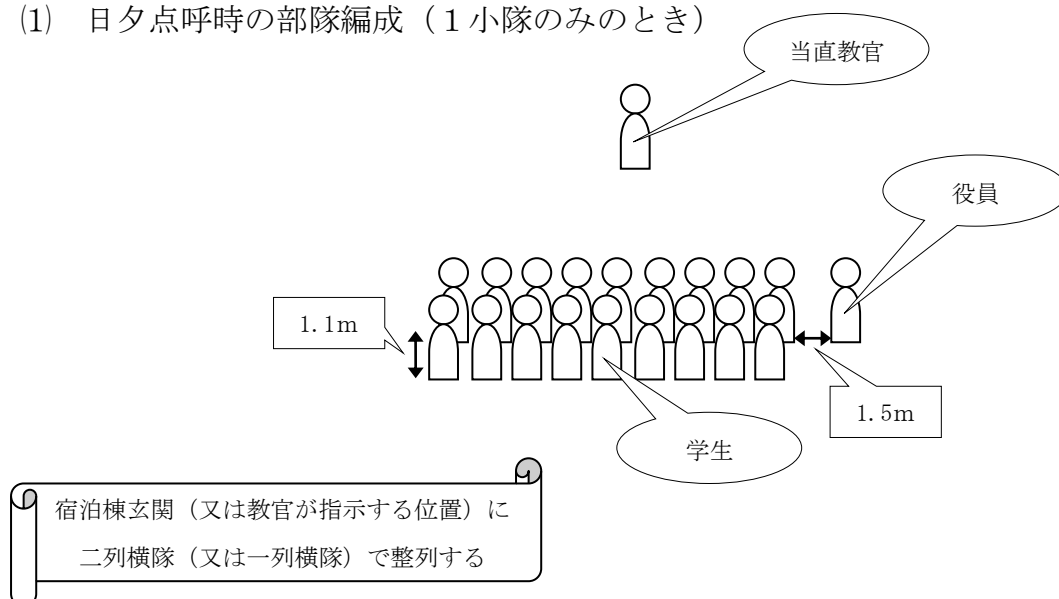 ⑴　日夕点呼時の部隊編成（１小隊のみのとき）
当直教官
役員
1.1m
1.5m
学生
宿泊棟玄関（又は教官が指示する位置）に
二列横隊（又は一列横隊）で整列する